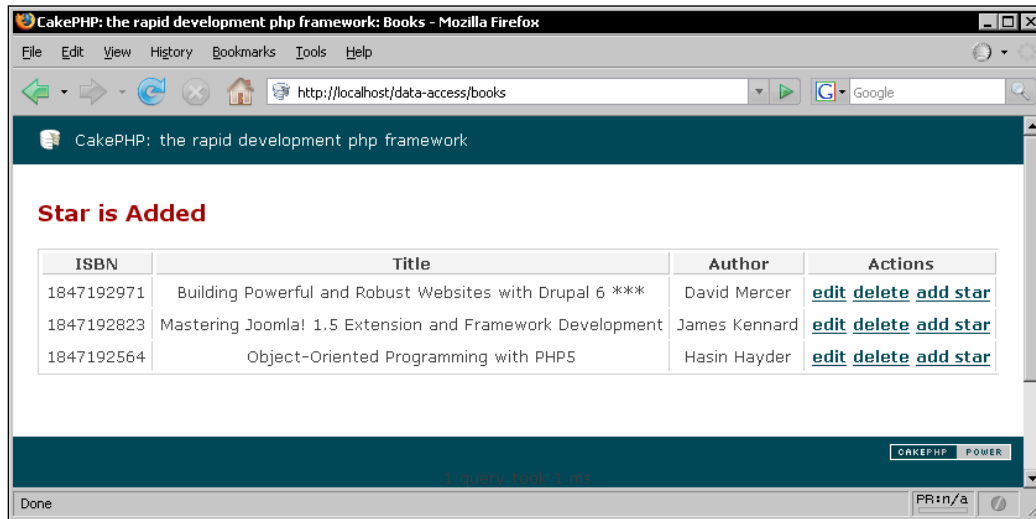 CakePHP: the rapid development php framework: Books - Mozilla Firefox
File Edit View History Bookmarks Tools Help
http://localhost/data-access/books G Google
CakePHP: the rapid development php framework
Star is Added
ISBN Title Author Actions
1847192971 Building Powerful and Robust Websites with Drupal 6 *** David Mercer edit delete add star
1847192823 Mastering Joomla! 1.5 Extension and Framework Development James Kennard edit delete add star
1847192564 Object-Oriented Programming with PHP5 Hasin Hayder edit delete add star
CAKEPHP POWER
1 query took 1 ms
Done PR:n/a